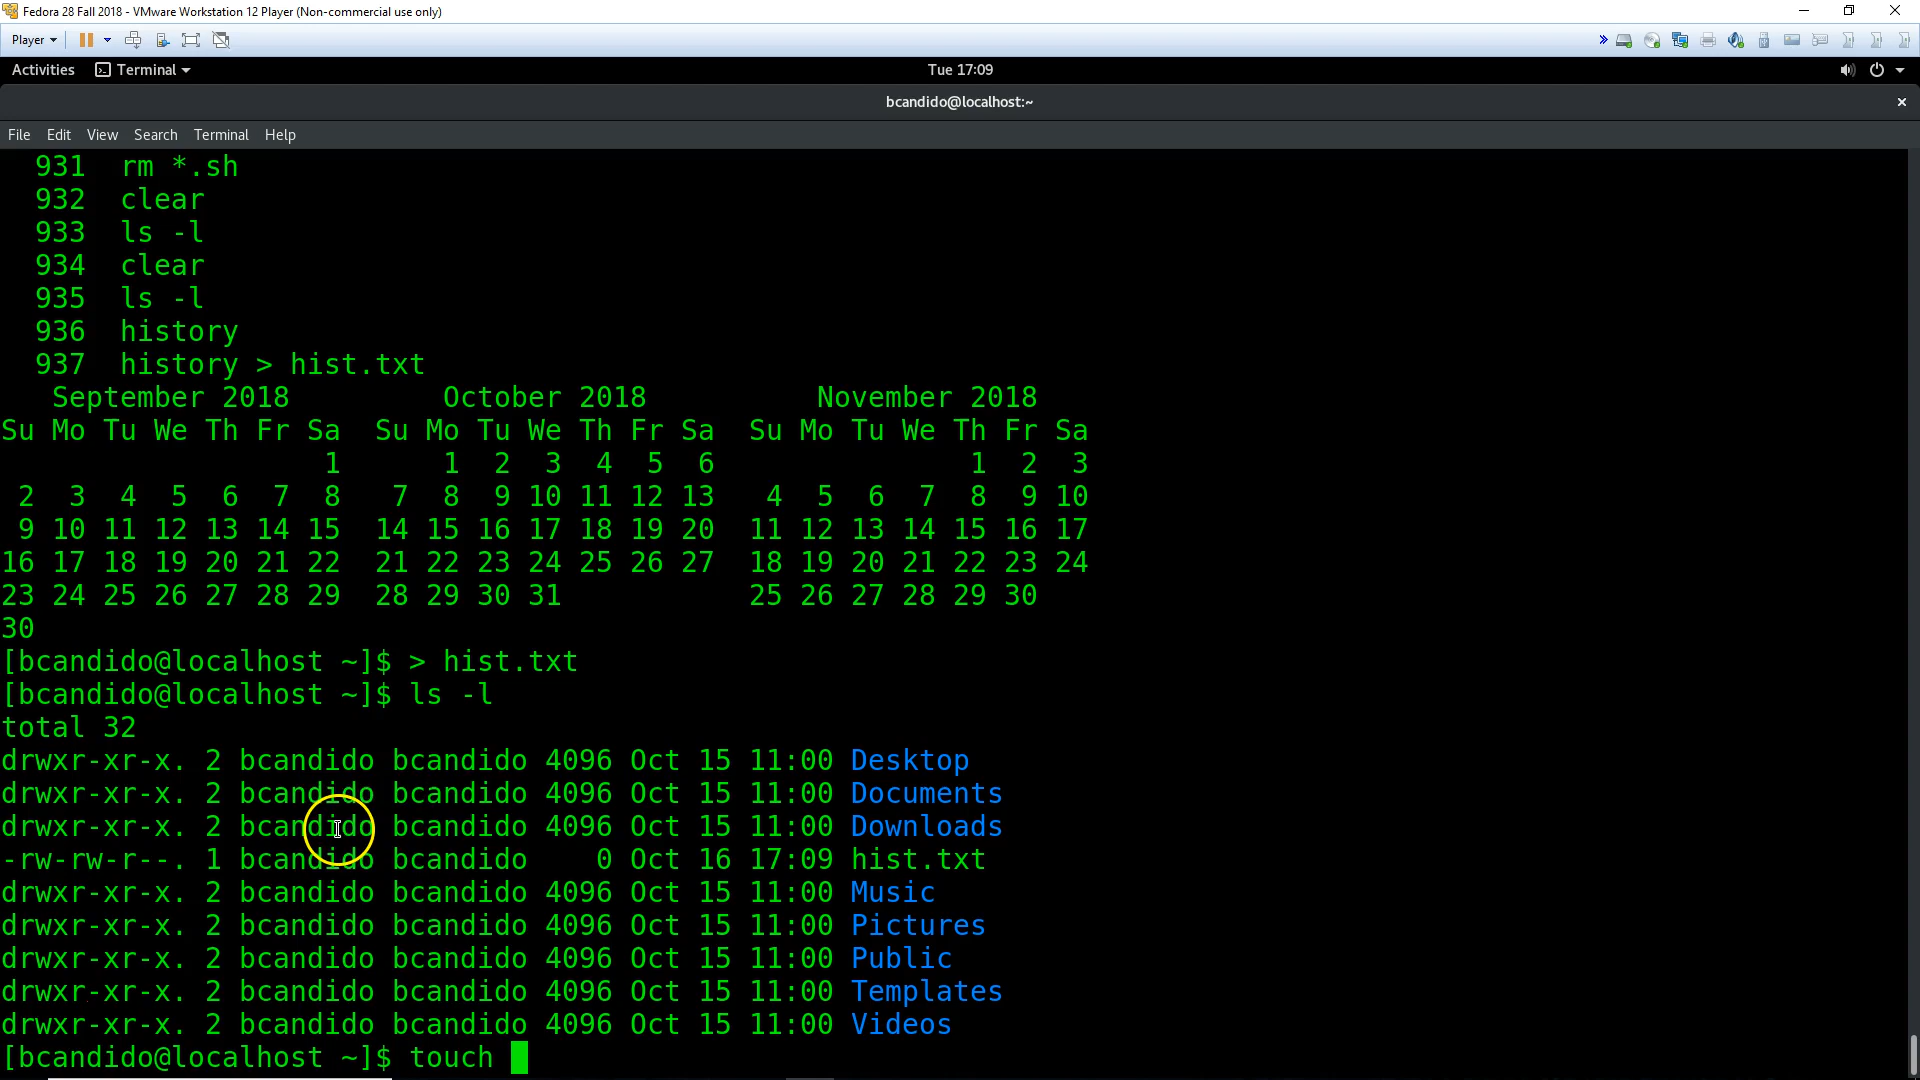 Fedora 28 Fall 2018 - VMware Workstation 12 Player (Non-commercial use only)
Player
Activities Terminal Tue 17:09
bcandido@localhost:~
File Edit View Search Terminal Help
  931  rm *.sh
  932  clear
  933  ls -l
  934  clear
  935  ls -l
  936  history
  937  history > hist.txt
   September 2018         October 2018          November 2018
Su Mo Tu We Th Fr Sa  Su Mo Tu We Th Fr Sa  Su Mo Tu We Th Fr Sa
                   1      1  2  3  4  5  6               1  2  3
 2  3  4  5  6  7  8   7  8  9 10 11 12 13   4  5  6  7  8  9 10
 9 10 11 12 13 14 15  14 15 16 17 18 19 20  11 12 13 14 15 16 17
16 17 18 19 20 21 22  21 22 23 24 25 26 27  18 19 20 21 22 23 24
23 24 25 26 27 28 29  28 29 30 31           25 26 27 28 29 30
30
[bcandido@localhost ~]$ > hist.txt
[bcandido@localhost ~]$ ls -l
total 32
drwxr-xr-x. 2 bcandido bcandido 4096 Oct 15 11:00 Desktop
drwxr-xr-x. 2 bcandido bcandido 4096 Oct 15 11:00 Documents
drwxr-xr-x. 2 bcandido bcandido 4096 Oct 15 11:00 Downloads
-rw-rw-r--. 1 bcandido bcandido    0 Oct 16 17:09 hist.txt
drwxr-xr-x. 2 bcandido bcandido 4096 Oct 15 11:00 Music
drwxr-xr-x. 2 bcandido bcandido 4096 Oct 15 11:00 Pictures
drwxr-xr-x. 2 bcandido bcandido 4096 Oct 15 11:00 Public
drwxr-xr-x. 2 bcandido bcandido 4096 Oct 15 11:00 Templates
drwxr-xr-x. 2 bcandido bcandido 4096 Oct 15 11:00 Videos
[bcandido@localhost ~]$ touch